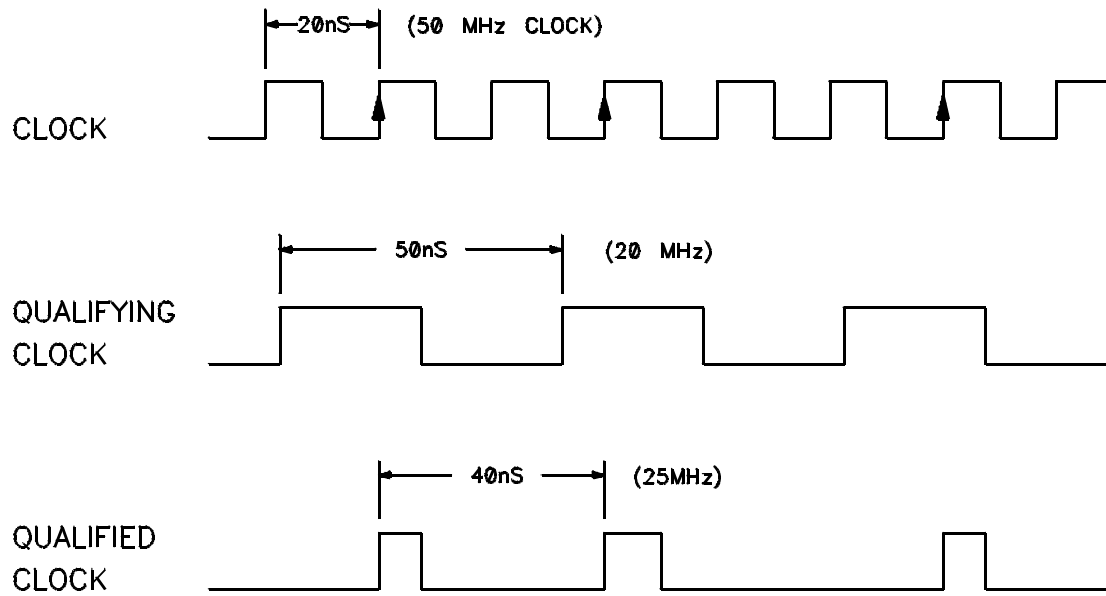 20nS (50 MHz CLOCK)
CLOCK
50nS (20 MHz)
QUALIFYING
CLOCK
40nS (25MHz)
QUALIFIED
CLOCK